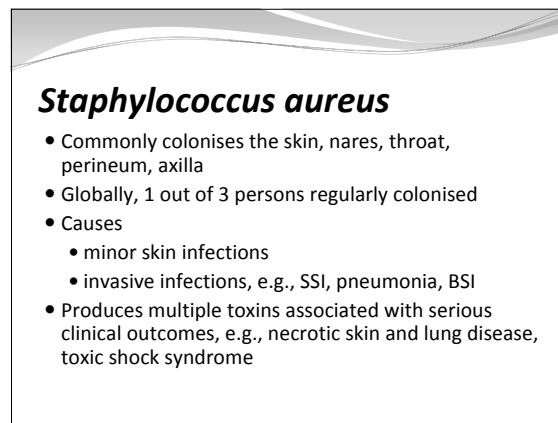 Staphylococcus aureus
• Commonly colonises the skin, nares, throat,
perineum, axilla
• Globally, 1 out of 3 persons regularly colonised
• Causes
• minor skin infections
• invasive infections, e.g., SSI, pneumonia, BSI
• Produces multiple toxins associated with serious
clinical outcomes, e.g., necrotic skin and lung disease,
toxic shock syndrome